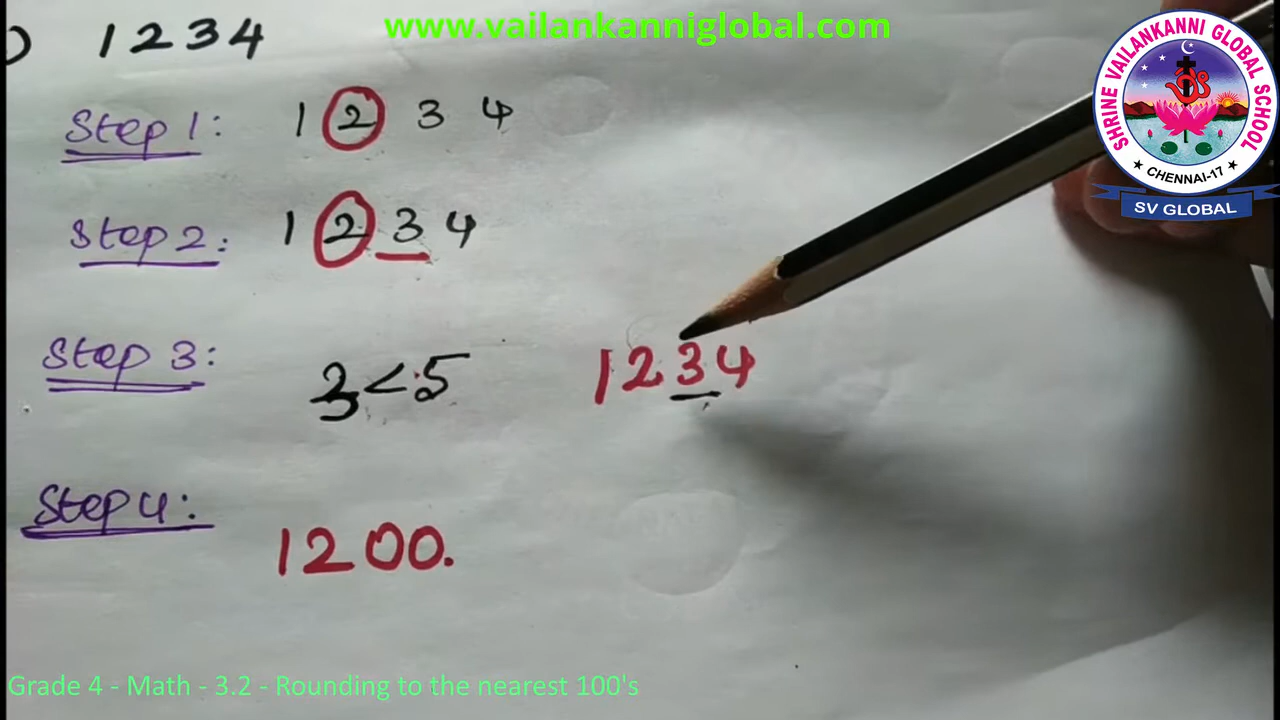 www.vailankanniglobal.com
) 1234
Step 1: 1 2 3 4
Step 2: 1 2 3 4
Step 3: 3<5 1234
Step 4: 1200.
SHRINE VAILANKANNI GLOBAL SCHOOL
★ CHENNAI-17 ★
SV GLOBAL
Grade 4 - Math - 3.2 - Rounding to the nearest 100's